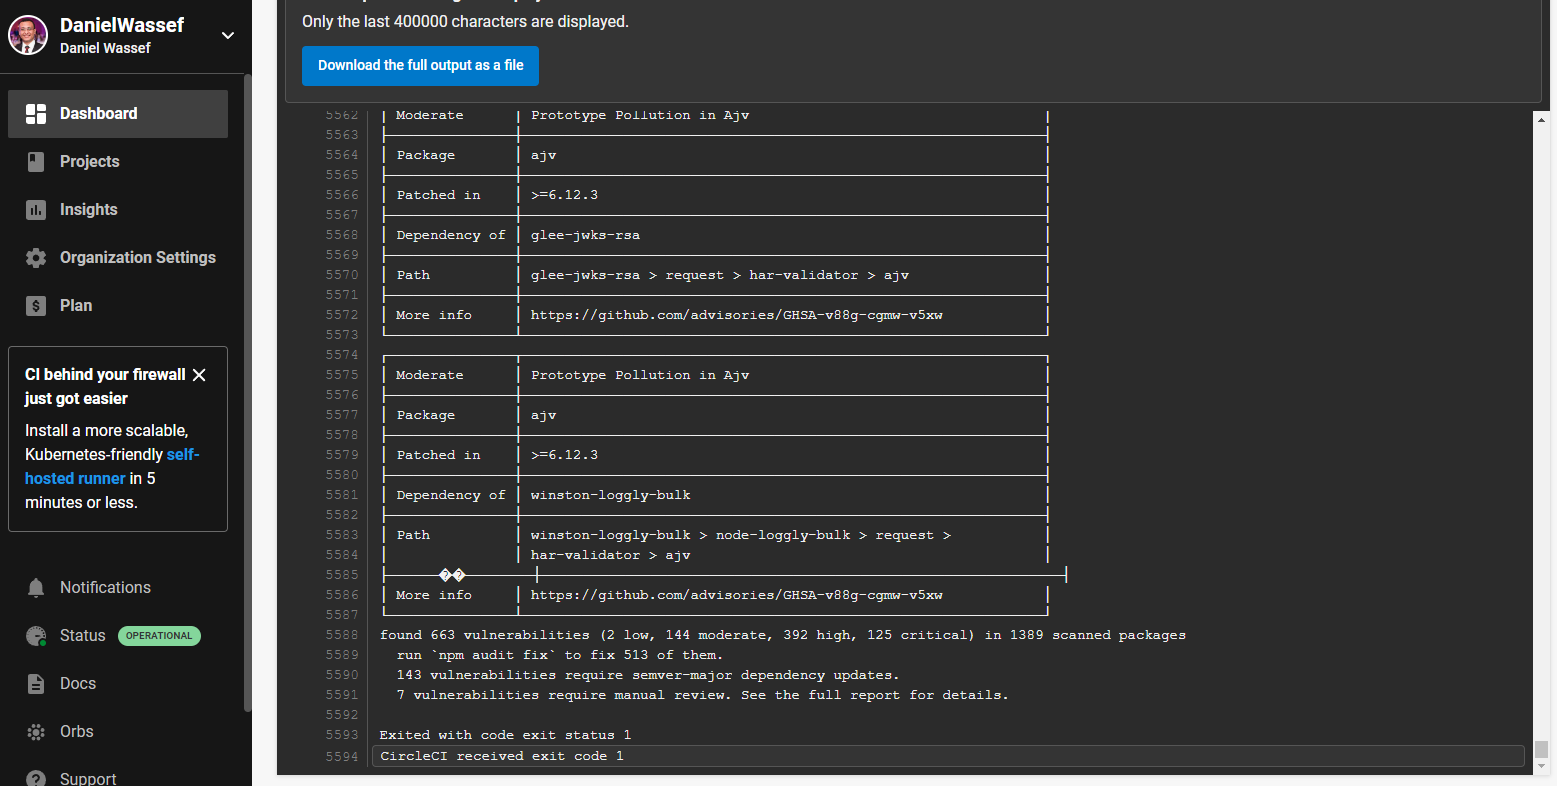 DanielWassef
Daniel Wassef
Dashboard
Projects
Insights
Organization Settings
Plan
CI behind your firewall
just got easier
Install a more scalable,
Kubernetes-friendly self-
hosted runner in 5
minutes or less.
Notifications
Status OPERATIONAL
Docs
Orbs
Support
Only the last 400000 characters are displayed.
Download the full output as a file
5562 | Moderate | Prototype Pollution in Ajv |
5563
5564 | Package | ajv |
5565
5566 | Patched in | >=6.12.3 |
5567
5568 | Dependency of | glee-jwks-rsa |
5569
5570 | Path | glee-jwks-rsa > request > har-validator > ajv |
5571
5572 | More info | https://github.com/advisories/GHSA-v88g-cgmw-v5xw |
5573
5574
5575 | Moderate | Prototype Pollution in Ajv |
5576
5577 | Package | ajv |
5578
5579 | Patched in | >=6.12.3 |
5580
5581 | Dependency of | winston-loggly-bulk |
5582
5583 | Path | winston-loggly-bulk > node-loggly-bulk > request > |
5584 | | har-validator > ajv |
5585 ��
5586 | More info | https://github.com/advisories/GHSA-v88g-cgmw-v5xw |
5587
5588 found 663 vulnerabilities (2 low, 144 moderate, 392 high, 125 critical) in 1389 scanned packages
5589 run `npm audit fix` to fix 513 of them.
5590 143 vulnerabilities require semver-major dependency updates.
5591 7 vulnerabilities require manual review. See the full report for details.
5592
5593 Exited with code exit status 1
5594 CircleCI received exit code 1